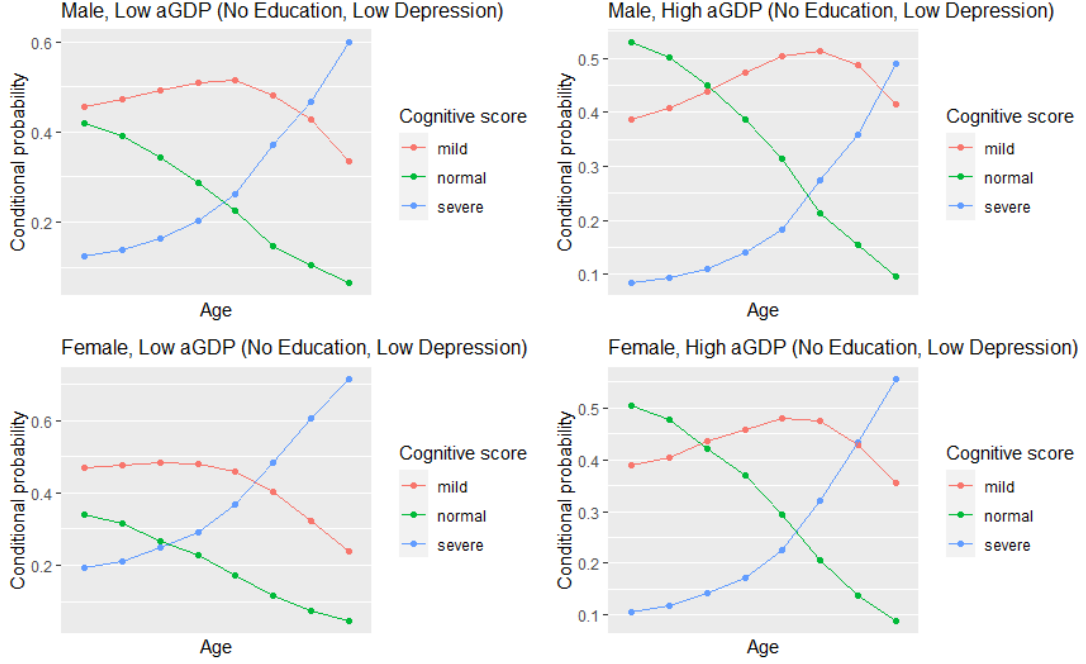 Male, Low aGDP (No Education, Low Depression)
Conditional probability
0.6
0.4
0.2
Age
Cognitive score
mild
normal
severe
Male, High aGDP (No Education, Low Depression)
Conditional probability
0.5
0.4
0.3
0.2
0.1
Age
Cognitive score
mild
normal
severe
Female, Low aGDP (No Education, Low Depression)
Conditional probability
0.6
0.4
0.2
Age
Cognitive score
mild
normal
severe
Female, High aGDP (No Education, Low Depression)
Conditional probability
0.5
0.4
0.3
0.2
0.1
Age
Cognitive score
mild
normal
severe